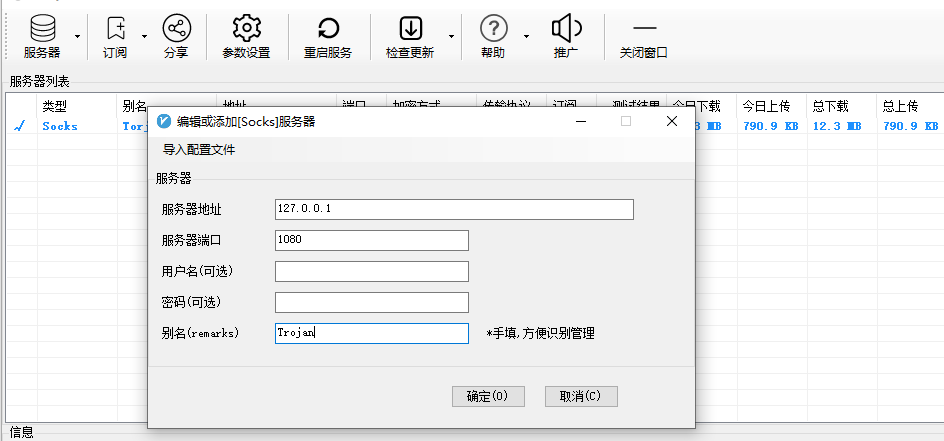 服务器 订阅 分享 参数设置 重启服务 检查更新 帮助 推广 关闭窗口
服务器列表
类型 别名 地址 端口 加密方式 传输协议 订阅 测试结果 今日下载 今日上传 总下载 总上传
Socks 790.9 KB 12.3 MB 790.9 KB
编辑或添加[Socks]服务器
导入配置文件
服务器
服务器地址 127.0.0.1
服务器端口 1080
用户名(可选)
密码(可选)
别名(remarks) Trojan *手填,方便识别管理
确定(O) 取消(C)
信息